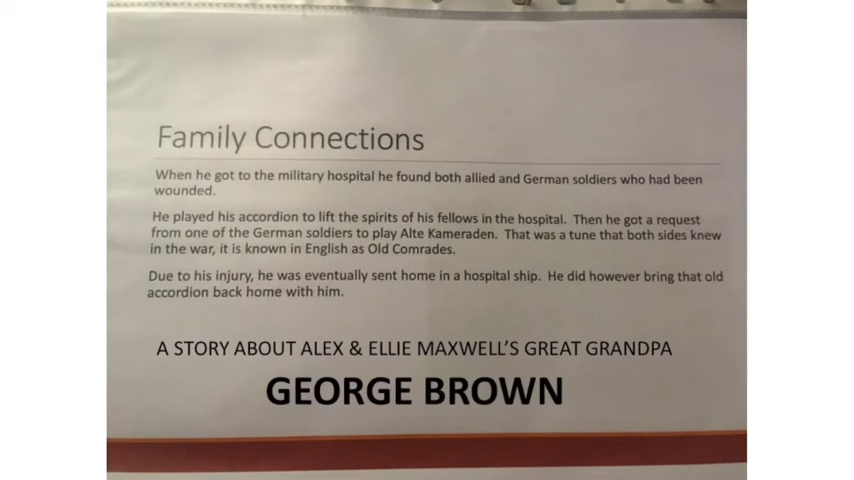 Family Connections
When he got to the military hospital he found both allied and German soldiers who had been
wounded.
He played his accordion to lift the spirits of his fellows in the hospital.  Then he got a request
from one of the German soldiers to play Alte Kameraden.  That was a tune that both sides knew
in the war, it is known in English as Old Comrades.
Due to his injury, he was eventually sent home in a hospital ship.  He did however bring that old
accordion back home with him.
A STORY ABOUT ALEX & ELLIE MAXWELL'S GREAT GRANDPA
GEORGE BROWN